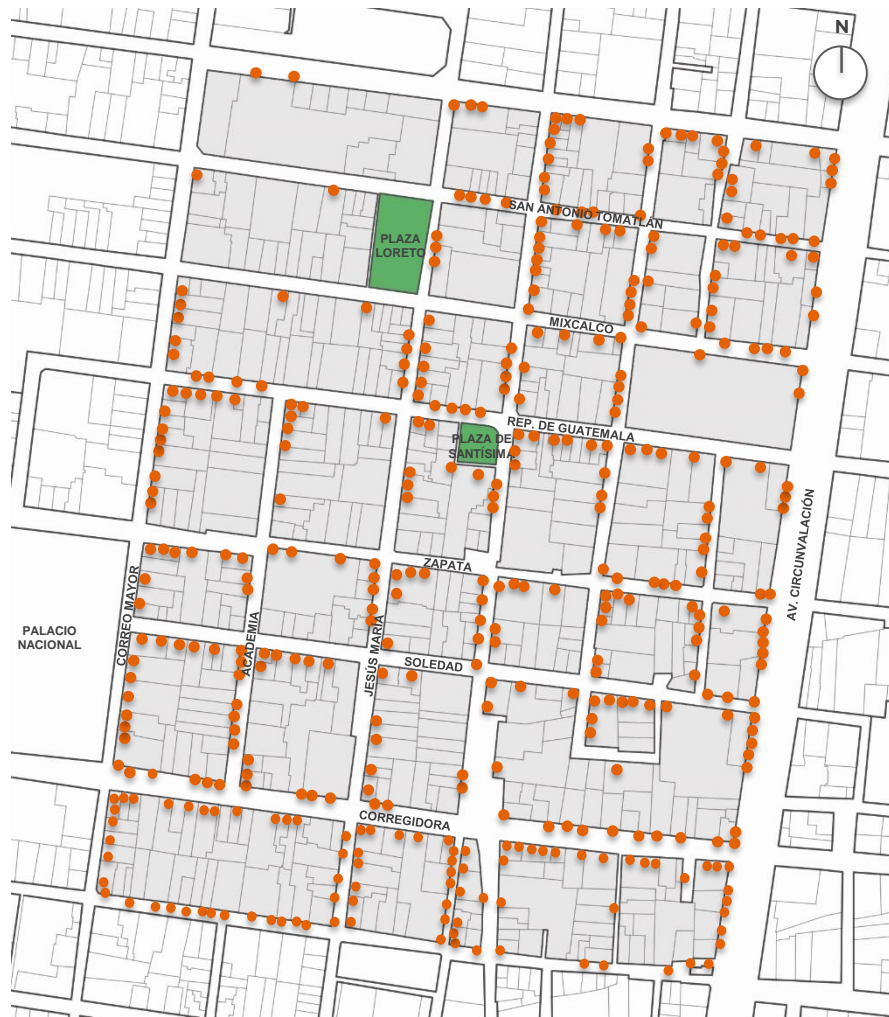 N
SAN ANTONIO TOMATLÁN
PLAZA
LORETO
MIXCALCO
REP. DE GUATEMALA
PLAZA DE
SANTÍSIMA
AV. CIRCUNVALACIÓN
ZAPATA
CORREO MAYOR
ACADEMIA
JESÚS MARÍA
PALACIO
NACIONAL
SOLEDAD
CORREGIDORA